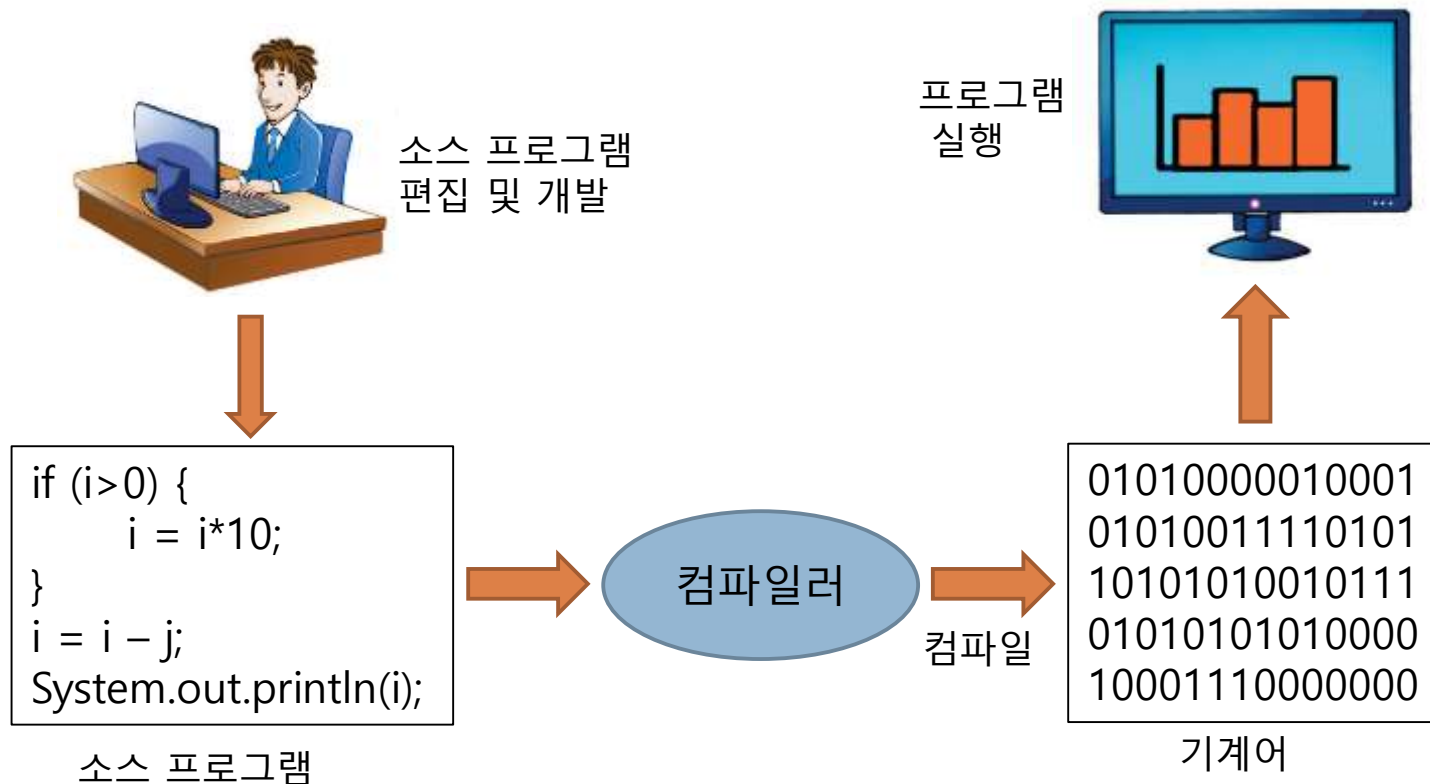 소스 프로그램
편집 및 개발
프로그램
실행
if (i>0) {
i = i*10;
}
i = i – j;
System.out.println(i);
소스 프로그램
컴파일러
컴파일
01010000010001
01010011110101
10101010010111
01010101010000
10001110000000
기계어